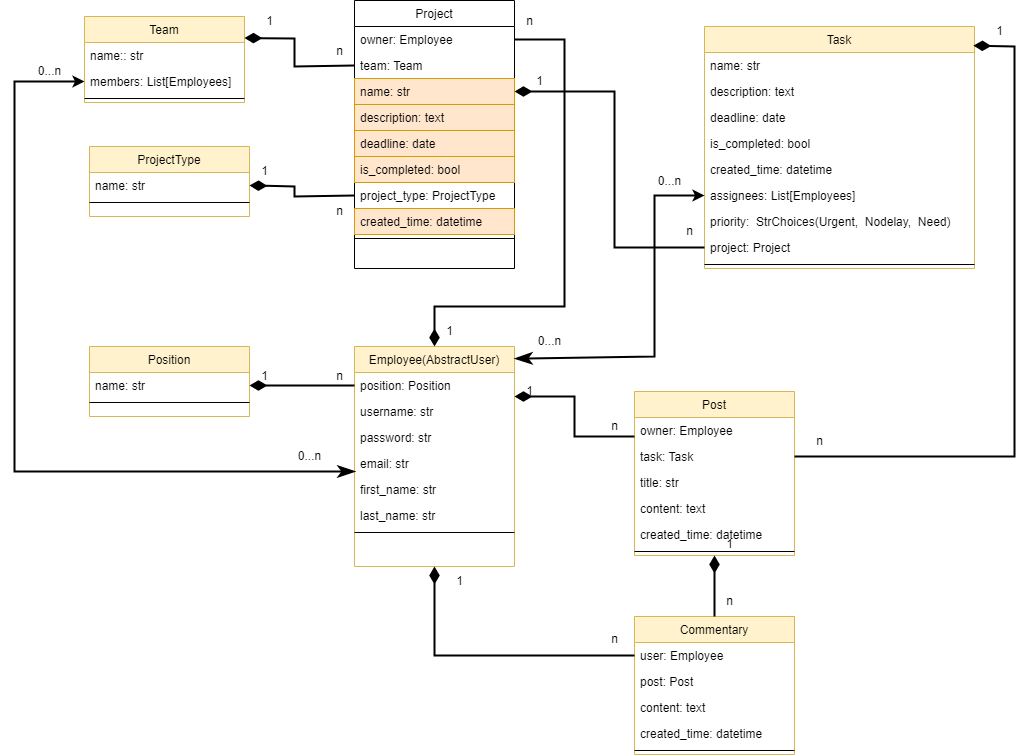 Team
name:: str
members: List[Employees]
1
n
0...n
Project
owner: Employee
team: Team
name: str
description: text
deadline: date
is_completed: bool
project_type: ProjectType
created_time: datetime
n
1
ProjectType
name: str
1
n
Task
name: str
description: text
deadline: date
is_completed: bool
created_time: datetime
assignees: List[Employees]
priority: StrChoices(Urgent, Nodelay, Need)
project: Project
1
0...n
n
0...n
1
Position
name: str
1
n
0...n
Employee(AbstractUser)
position: Position
username: str
password: str
email: str
first_name: str
last_name: str
1
n
1
n
Post
owner: Employee
task: Task
title: str
content: text
created_time: datetime
n
1
n
Commentary
user: Employee
post: Post
content: text
created_time: datetime